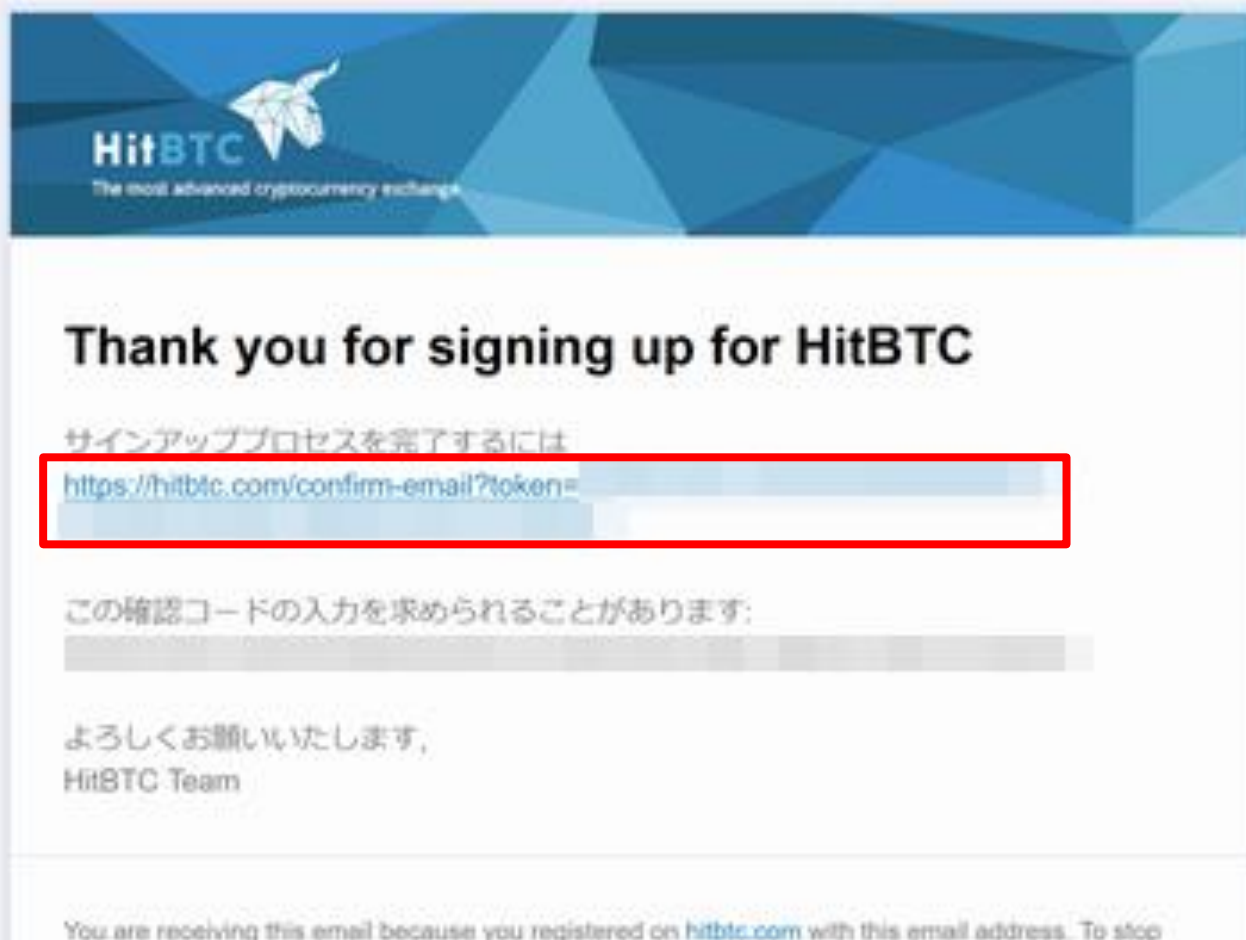 HitBTC
The most advanced cryptocurrency exchange
Thank you for signing up for HitBTC
サインアッププロセスを完了するには
https://hitbtc.com/confirm-email?token=
この確認コードの入力を求められることがあります:
よろしくお願いいたします,
HitBTC Team
You are receiving this email because you registered on hitbtc.com with this email address. To stop